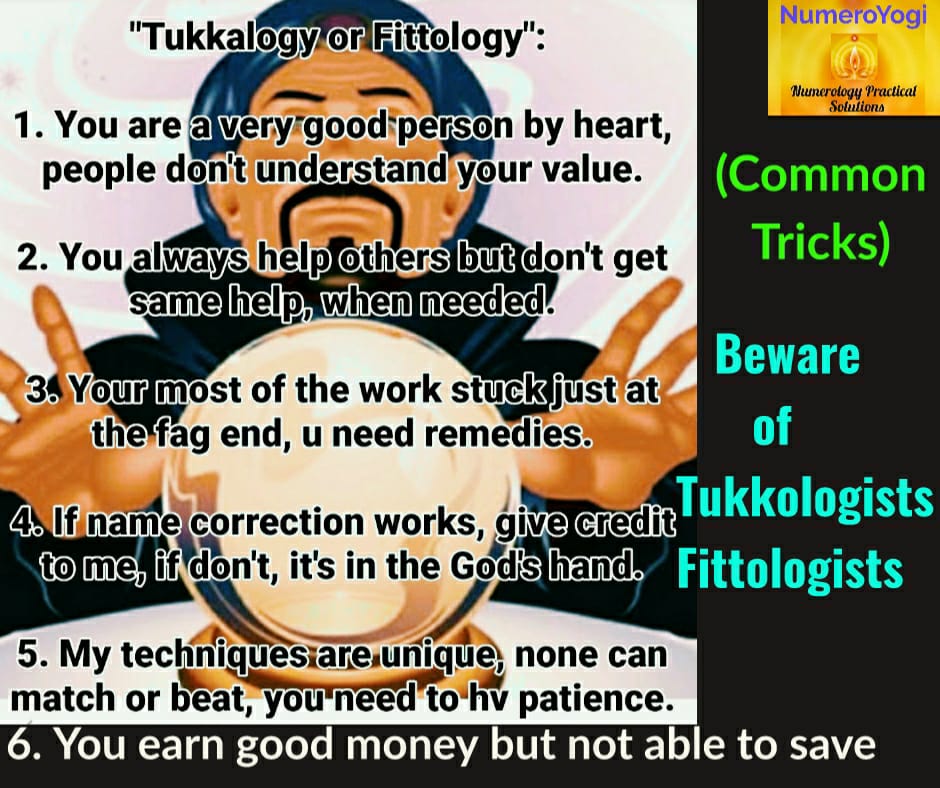 "Tukkalogy or Fittology":
1. You are a very good person by heart,
people don't understand your value.
2. You always help others but don't get
same help, when needed.
3. Your most of the work stuck just at
the fag end, u need remedies.
4. If name correction works, give credit
to me, if don't, it's in the God's hand.
5. My techniques are unique, none can
match or beat, you need to hv patience.
6. You earn good money but not able to save
NumeroYogi
Numerology Practical
Solutions
(Common
Tricks)
Beware
of
Tukkologists
Fittologists